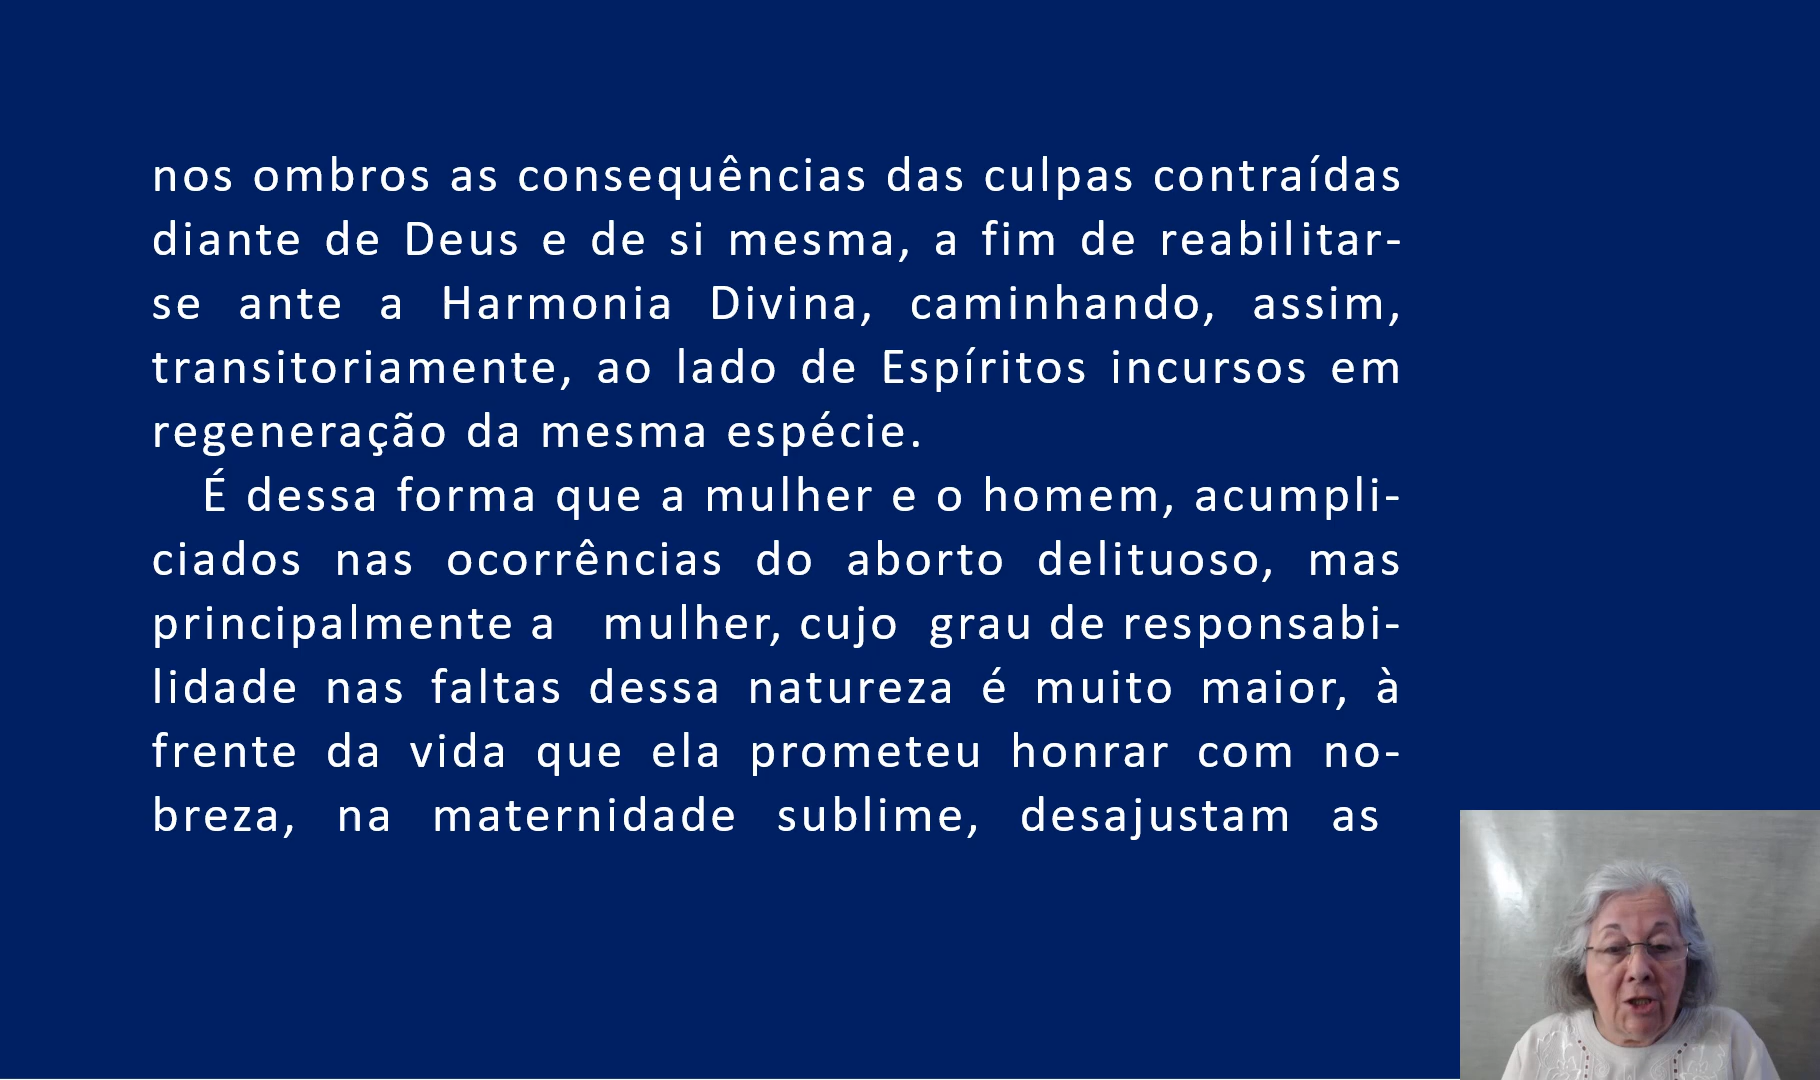 nos ombros as consequências das culpas contraídas
diante de Deus e de si mesma, a fim de reabilitar-
se ante a Harmonia Divina, caminhando, assim,
transitoriamente, ao lado de Espíritos incursos em
regeneração da mesma espécie.
É dessa forma que a mulher e o homem, acumpli-
ciados nas ocorrências do aborto delituoso, mas
principalmente a mulher, cujo grau de responsabi-
lidade nas faltas dessa natureza é muito maior, à
frente da vida que ela prometeu honrar com no-
breza, na maternidade sublime, desajustam as